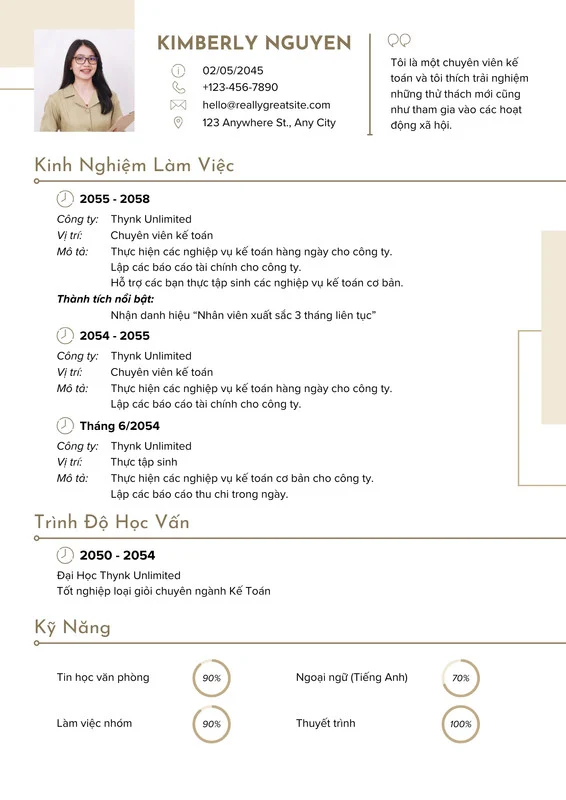 KIMBERLY NGUYEN
02/05/2045
+123-456-7890
hello@reallygreatsite.com
123 Anywhere St., Any City
Tôi là một chuyên viên kế
toán và tôi thích trải nghiệm
những thử thách mới cũng
như tham gia vào các hoạt
động xã hội.
Kinh Nghiệm Làm Việc
2055 - 2058
Công ty: Thynk Unlimited
Vị trí: Chuyên viên kế toán
Mô tả: Thực hiện các nghiệp vụ kế toán hàng ngày cho công ty.
Lập các báo cáo tài chính cho công ty.
Hỗ trợ các bạn thực tập sinh các nghiệp vụ kế toán cơ bản.
Thành tích nổi bật:
Nhận danh hiệu “Nhân viên xuất sắc 3 tháng liên tục”
2054 - 2055
Công ty: Thynk Unlimited
Vị trí: Chuyên viên kế toán
Mô tả: Thực hiện các nghiệp vụ kế toán hàng ngày cho công ty.
Lập các báo cáo tài chính cho công ty.
Tháng 6/2054
Công ty: Thynk Unlimited
Vị trí: Thực tập sinh
Mô tả: Thực hiện các nghiệp vụ kế toán cơ bản cho công ty.
Lập các báo cáo thu chi trong ngày.
Trình Độ Học Vấn
2050 - 2054
Đại Học Thynk Unlimited
Tốt nghiệp loại giỏi chuyên ngành Kế Toán
Kỹ Năng
Tin học văn phòng 90% Ngoại ngữ (Tiếng Anh) 70%
Làm việc nhóm 90% Thuyết trình 100%